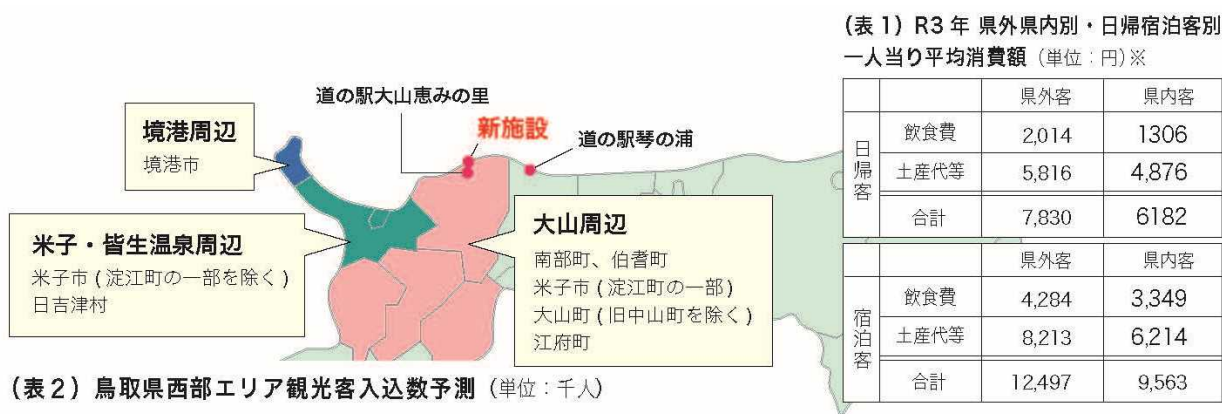 (表1) R3年 県外県内別・日帰宿泊客別
一人当り平均消費額 (単位:円)※
道の駅大山恵みの里
新施設
道の駅琴の浦
境港周辺
境港市
米子・皆生温泉周辺
米子市(淀江町の一部を除く)
日吉津村
大山周辺
南部町、伯耆町
米子市(淀江町の一部)
大山町(旧中山町を除く)
江府町
県外客 県内客
日帰客
飲食費 2,014 1306
土産代等 5,816 4,876
合計 7,830 6182
県外客 県内客
宿泊客
飲食費 4,284 3,349
土産代等 8,213 6,214
合計 12,497 9,563
(表2) 鳥取県西部エリア観光客入込数予測 (単位:千人)